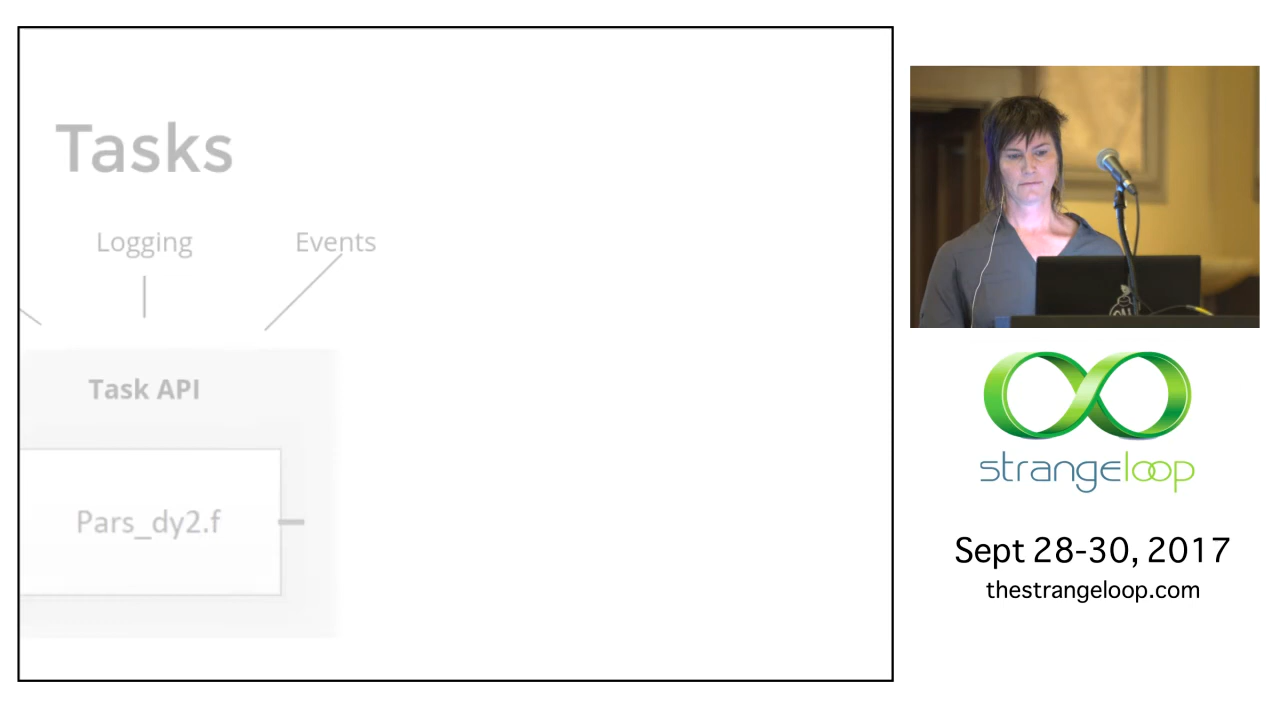 Tasks
Logging
Events
Task API
Pars_dy2.f
strangeloop
Sept 28-30, 2017
thestrangeloop.com